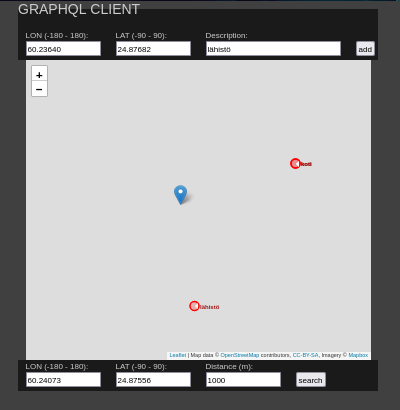 GRAPHQL CLIENT
LON (-180 - 180): LAT (-90 - 90): Description:
60.23640 24.87682 lähistö add
+
−
koti
lähistö
Leaflet | Map data © OpenStreetMap contributors, CC-BY-SA, Imagery © Mapbox
LON (-180 - 180): LAT (-90 - 90): Distance (m):
60.24073 24.87556 1000 search